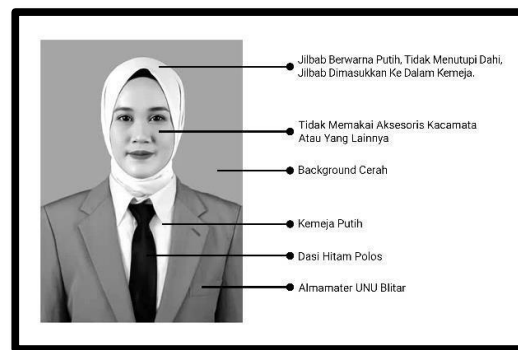 Jilbab Berwarna Putih, Tidak Menutupi Dahi,
Jilbab Dimasukkan Ke Dalam Kemeja.
Tidak Memakai Aksesoris Kacamata
Atau Yang Lainnya
Background Cerah
Kemeja Putih
Dasi Hitam Polos
Almamater UNU Blitar